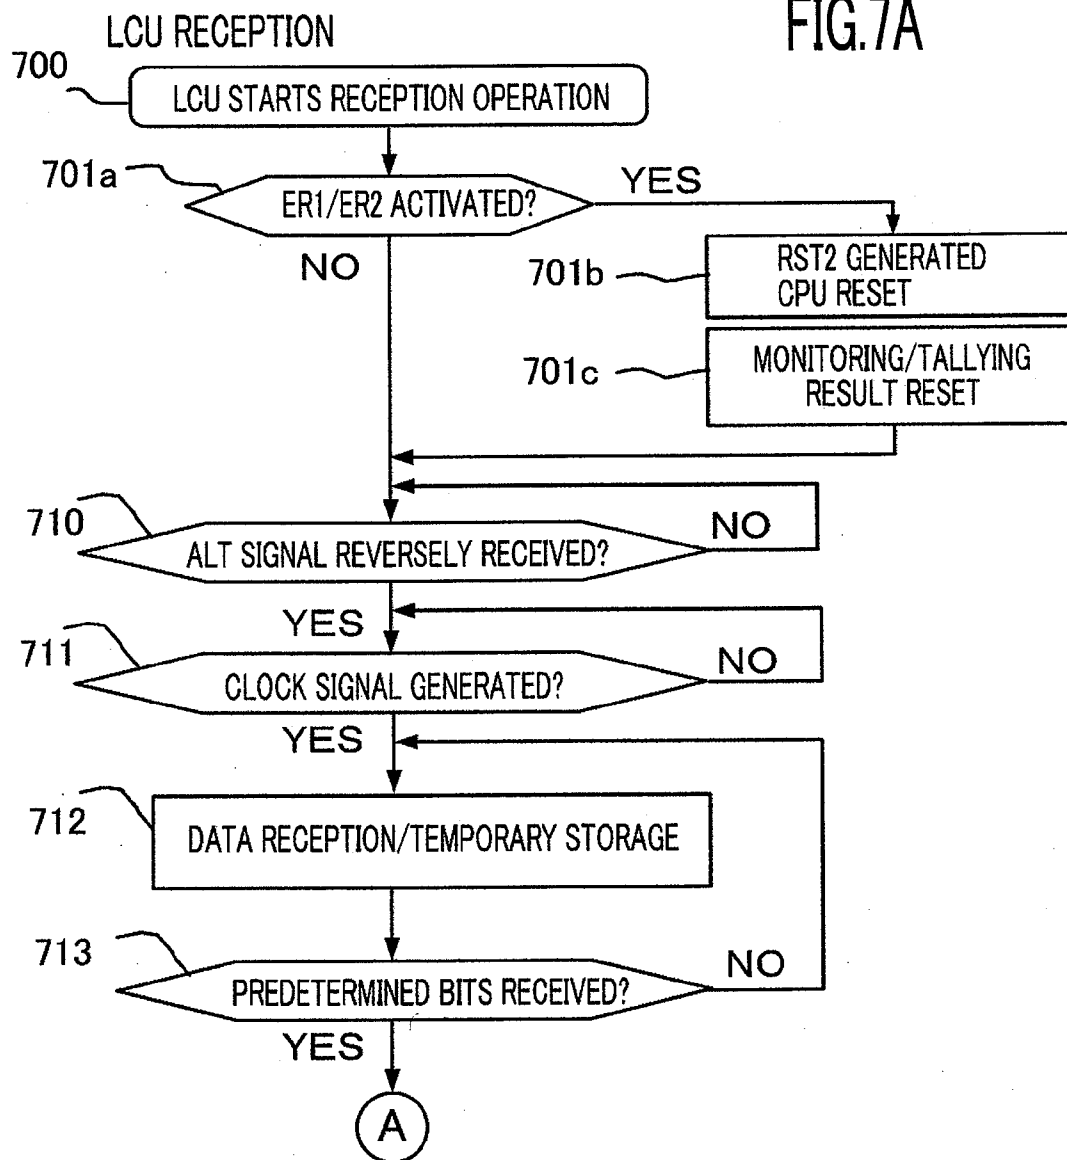 FIG.7A
LCU RECEPTION
700
LCU STARTS RECEPTION OPERATION
701a
ER1/ER2 ACTIVATED?
YES
NO
701b
RST2 GENERATED
CPU RESET
701c
MONITORING/TALLYING
RESULT RESET
710
ALT SIGNAL REVERSELY RECEIVED?
NO
YES
711
CLOCK SIGNAL GENERATED?
NO
YES
712
DATA RECEPTION/TEMPORARY STORAGE
713
PREDETERMINED BITS RECEIVED?
NO
YES
A